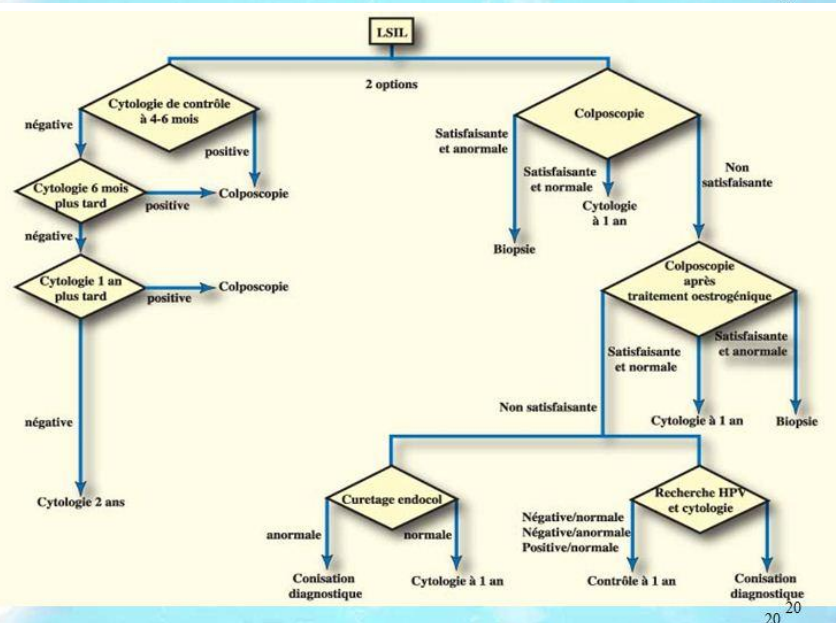 LSIL
2 options
Cytologie de contrôle
à 4-6 mois
négative
positive
Cytologie 6 mois
plus tard
positive
Colposcopie
négative
Cytologie 1 an
plus tard
positive
Colposcopie
négative
Cytologie 2 ans
Colposcopie
Satisfaisante
et anormale
Satisfaisante
et normale
Non
satisfaisante
Cytologie
à 1 an
Biopsie
Colposcopie
après
traitement oestrogénique
Satisfaisante
et normale
Satisfaisante
et anormale
Non satisfaisante
Cytologie à 1 an
Biopsie
Curetage endocol
anormale
normale
Conisation
diagnostique
Cytologie à 1 an
Recherche HPV
et cytologie
Négative/normale
Négative/anormale
Positive/normale
Contrôle à 1 an
Conisation
diagnostique
20
20